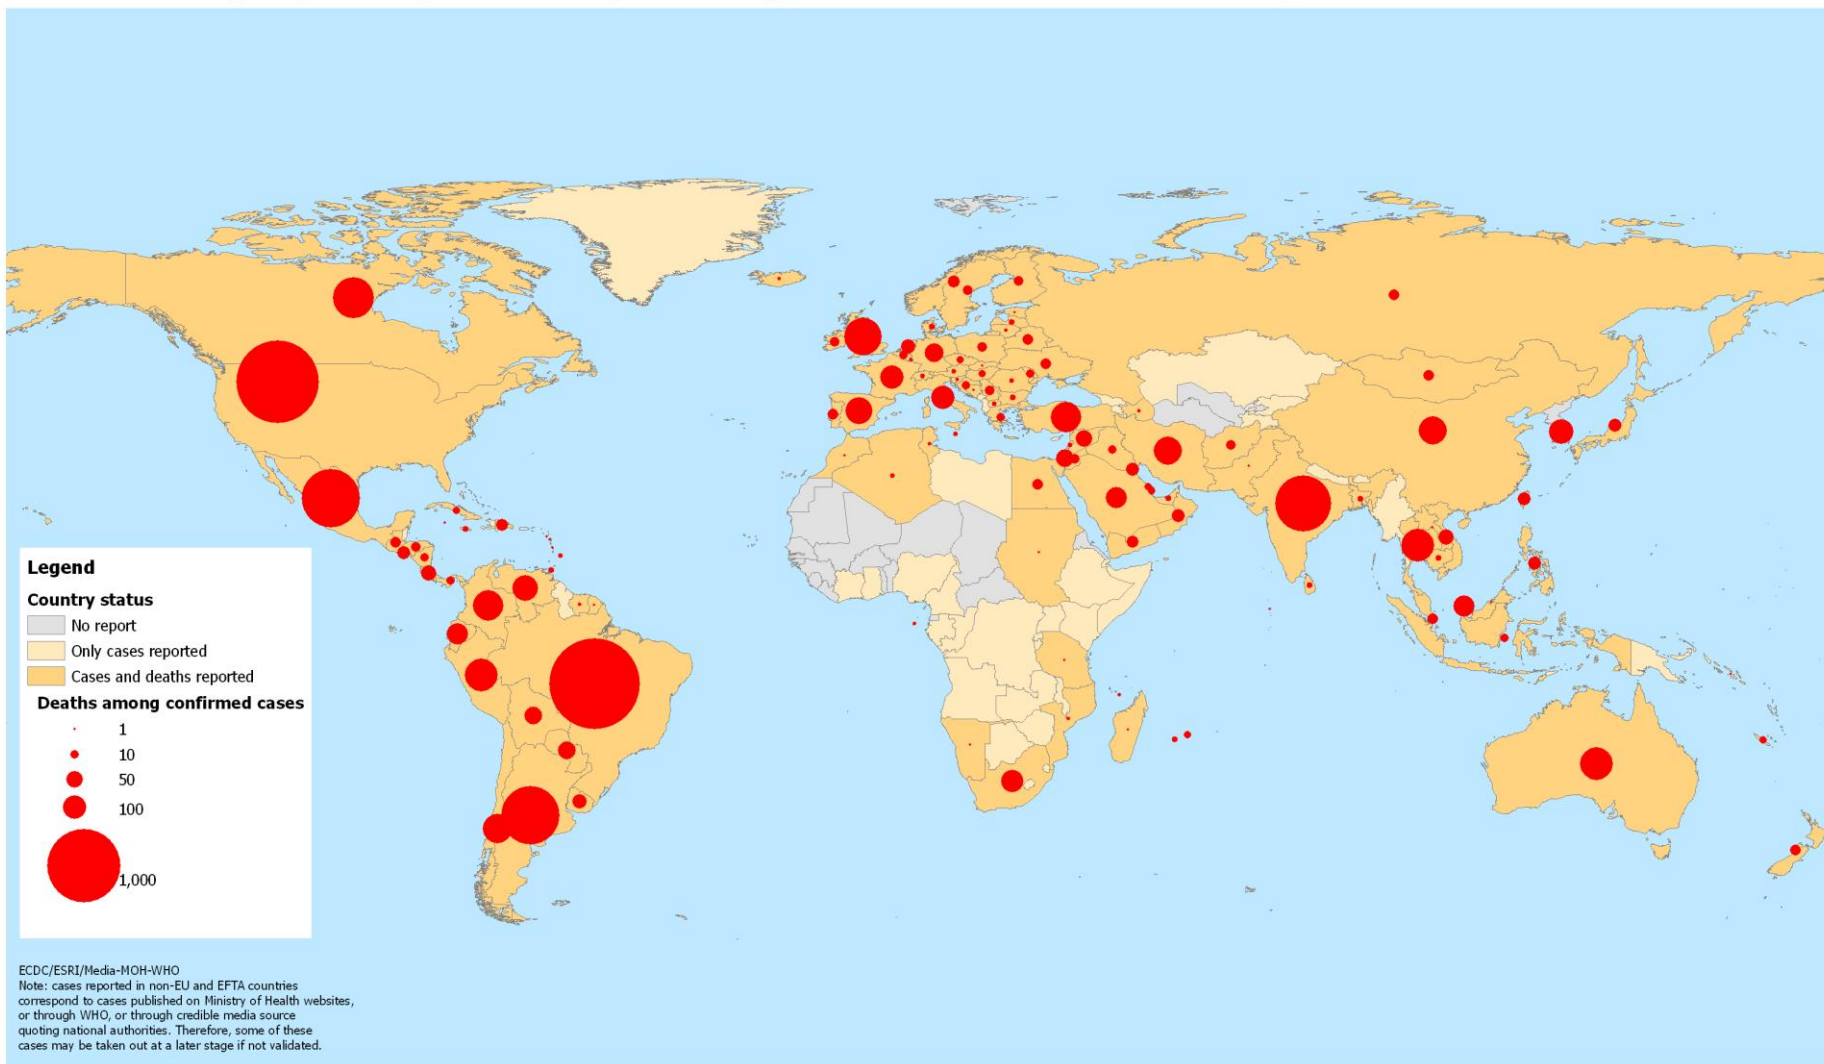 Legend
Country status
No report
Only cases reported
Cases and deaths reported
Deaths among confirmed cases
1
10
50
100
1,000
ECDC/ESRI/Media-MOH-WHO
Note: cases reported in non-EU and EFTA countries
correspond to cases published on Ministry of Health websites,
or through WHO, or through credible media source
quoting national authorities. Therefore, some of these
cases may be taken out at a later stage if not validated.